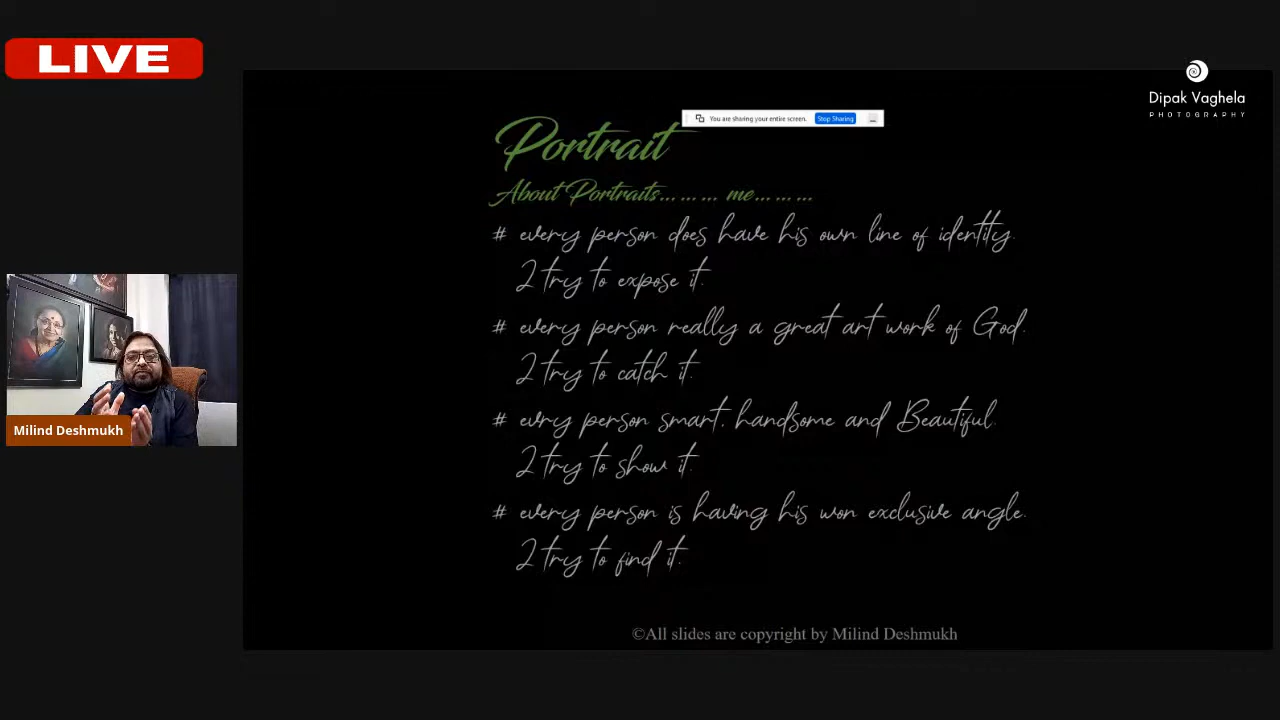 LIVE
Dipak Vaghela
PHOTOGRAPHY
You are sharing your entire screen. Stop Sharing
Portrait
About Portraits......... me.........
# every person does have his own line of identity.
I try to expose it.
# every person really a great art work of God.
I try to catch it.
# evry person smart, handsome and Beautiful.
I try to show it.
# every person is having his won exclusive angle.
I try to find it.
Milind Deshmukh
©All slides are copyright by Milind Deshmukh